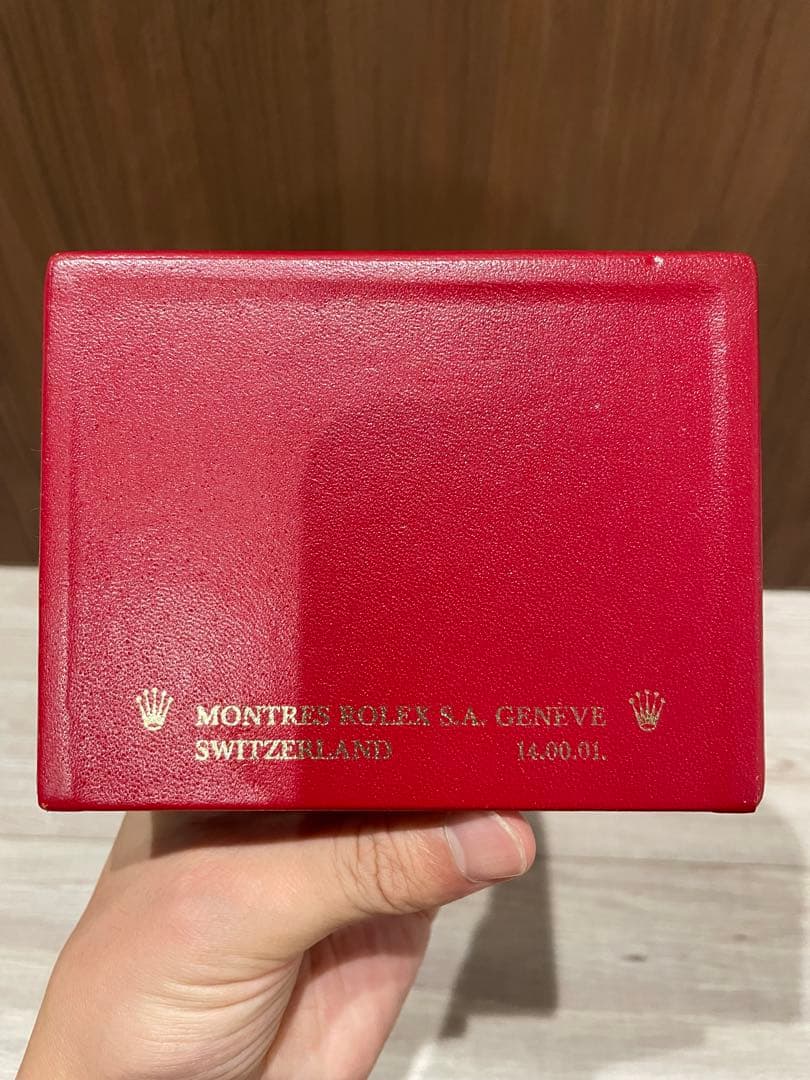 MONTRES ROLEX S.A. GENÈVE
SWITZERLAND 14.00.01.